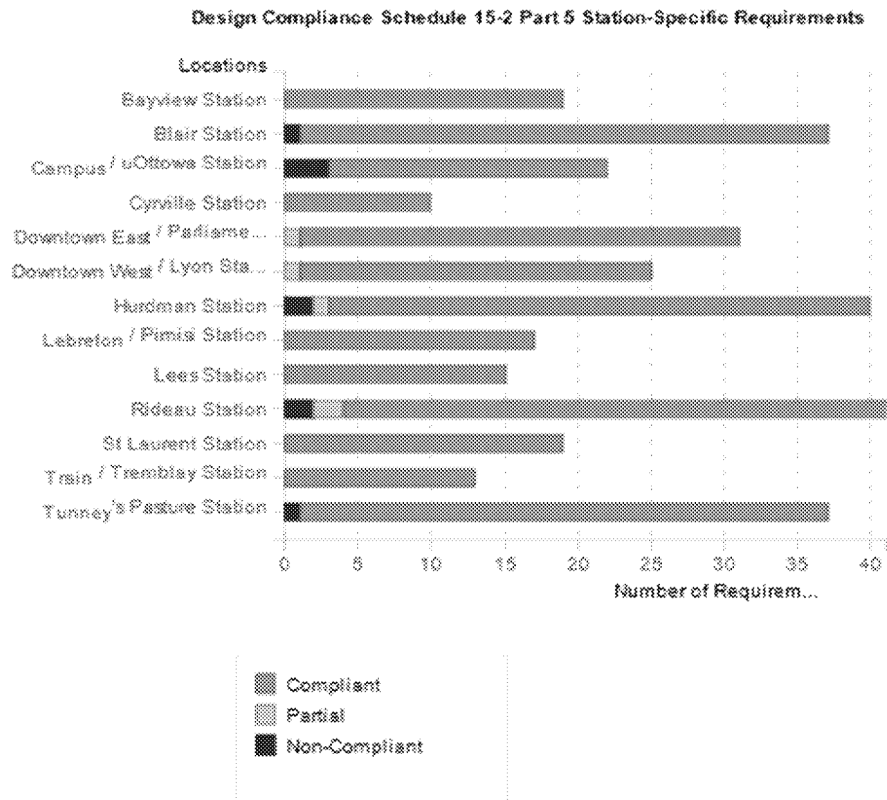 Design Compliance Schedule 15-2 Part 5 Station-Specific Requirements
Locations
Bayview Station
Blair Station
Campus / uOttowa Station
Cyrville Station
Downtown East / Parliame...
Downtown West / Lyon Sta...
Hurdman Station
Lebreton / Pimisi Station
Lees Station
Rideau Station
St Laurent Station
Train / Tremblay Station
Tunney's Pasture Station
0 5 10 15 20 25 30 35 40
Number of Requirem...
Compliant
Partial
Non-Compliant